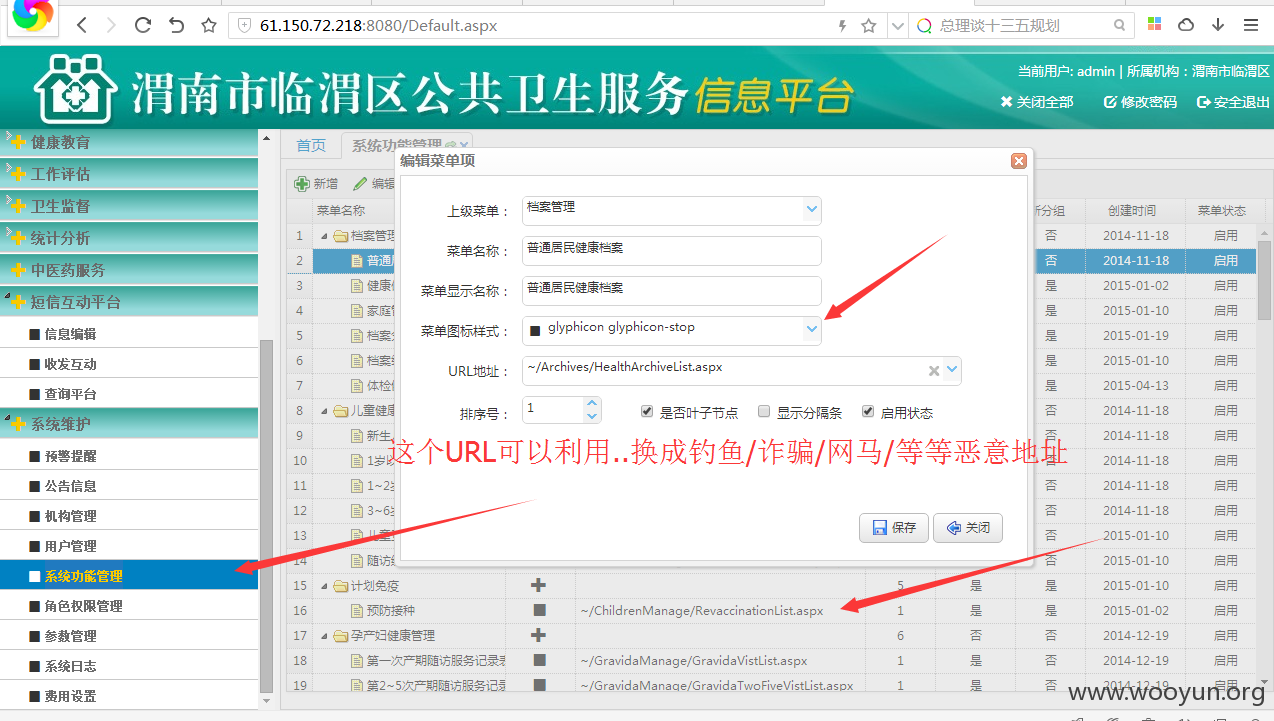 61.150.72.218:8080/Default.aspx
总理谈十三五规划
渭南市临渭区公共卫生服务信息平台
当前用户: admin | 所属机构：渭南市临渭区
关闭全部 修改密码 安全退出
健康教育
工作评估
卫生监督
统计分析
中医药服务
短信互动平台
信息编辑
收发互动
查询平台
系统维护
预警提醒
公告信息
机构管理
用户管理
系统功能管理
角色权限管理
参数管理
系统日志
费用设置
首页 系统功能管理
新增 编辑
编辑菜单项
上级菜单： 档案管理
菜单名称： 普通居民健康档案
菜单显示名称： 普通居民健康档案
菜单图标样式： glyphicon glyphicon-stop
URL地址： ~/Archives/HealthArchiveList.aspx
排序号： 1 是否叶子节点 显示分隔条 启用状态
这个URL可以利用..换成钓鱼/诈骗/网马/等等恶意地址
保存 关闭
菜单名称 分组 创建时间 菜单状态
1 档案管理 否 2014-11-18 启用
2 普通 否 2014-11-18 启用
3 健康 是 2015-01-02 启用
4 家庭 是 2015-01-10 启用
5 档案 是 2015-01-10 启用
6 档案 否 2015-01-10 启用
7 体检 是 2015-04-13 启用
8 儿童健康 否 2014-11-18 启用
9 新生 否 2014-11-18 启用
10 1岁 否 2014-11-18 启用
11 1~2 否 2014-11-18 启用
12 3~6 否 2014-11-18 启用
13 儿童 否 2015-01-10 启用
14 随访 否 2015-01-10 启用
15 计划免疫 5 是 是 2015-01-10 启用
16 预防接种 ~/ChildrenManage/RevaccinationList.aspx 1 是 是 2015-01-02 启用
17 孕产妇健康管理 6 否 否 2014-12-19 启用
18 第一次产期随访服务记录 ~/GravidaManage/GravidaVistList.aspx 1 是 否 2014-12-19 启用
19 第2~5次产期随访服务记录 ~/GravidaManage/GravidaTwoFiveVistList.aspx 1 是 否 2014-12-19 启用
www.wooyun.org